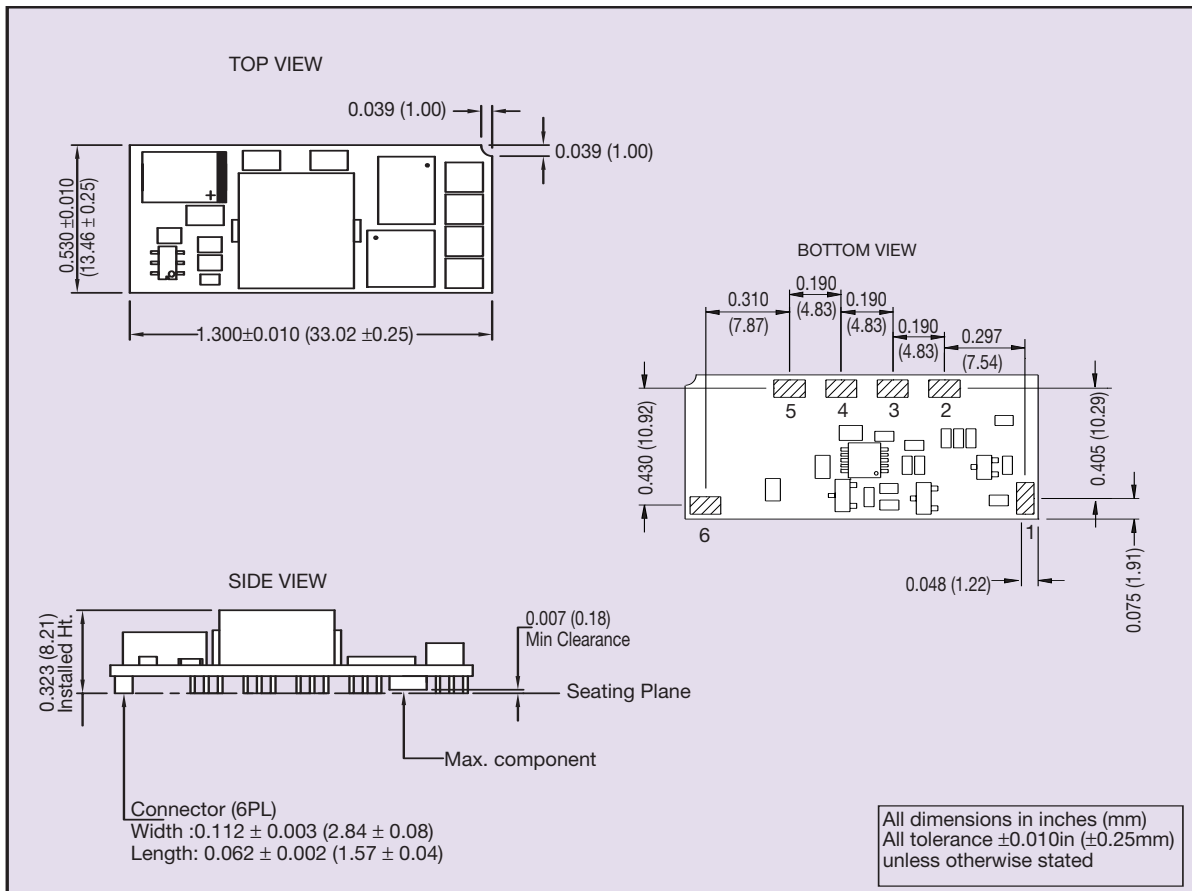 TOP VIEW
0.039 (1.00)
0.039 (1.00)
0.530 ±0.010
(13.46 ± 0.25)
+
1.300±0.010 (33.02 ±0.25)
BOTTOM VIEW
0.310
(7.87)
0.190
(4.83)
0.190
(4.83)
0.190
(4.83)
0.297
(7.54)
5
4
3
2
0.430 (10.92)
0.405 (10.29)
6
1
0.048 (1.22)
0.075 (1.91)
SIDE VIEW
0.323 (8.21)
Installed Ht.
0.007 (0.18)
Min Clearance
Seating Plane
Max. component
Connector (6PL)
Width :0.112 ± 0.003 (2.84 ± 0.08)
Length: 0.062 ± 0.002 (1.57 ± 0.04)
All dimensions in inches (mm)
All tolerance ±0.010in (±0.25mm)
unless otherwise stated